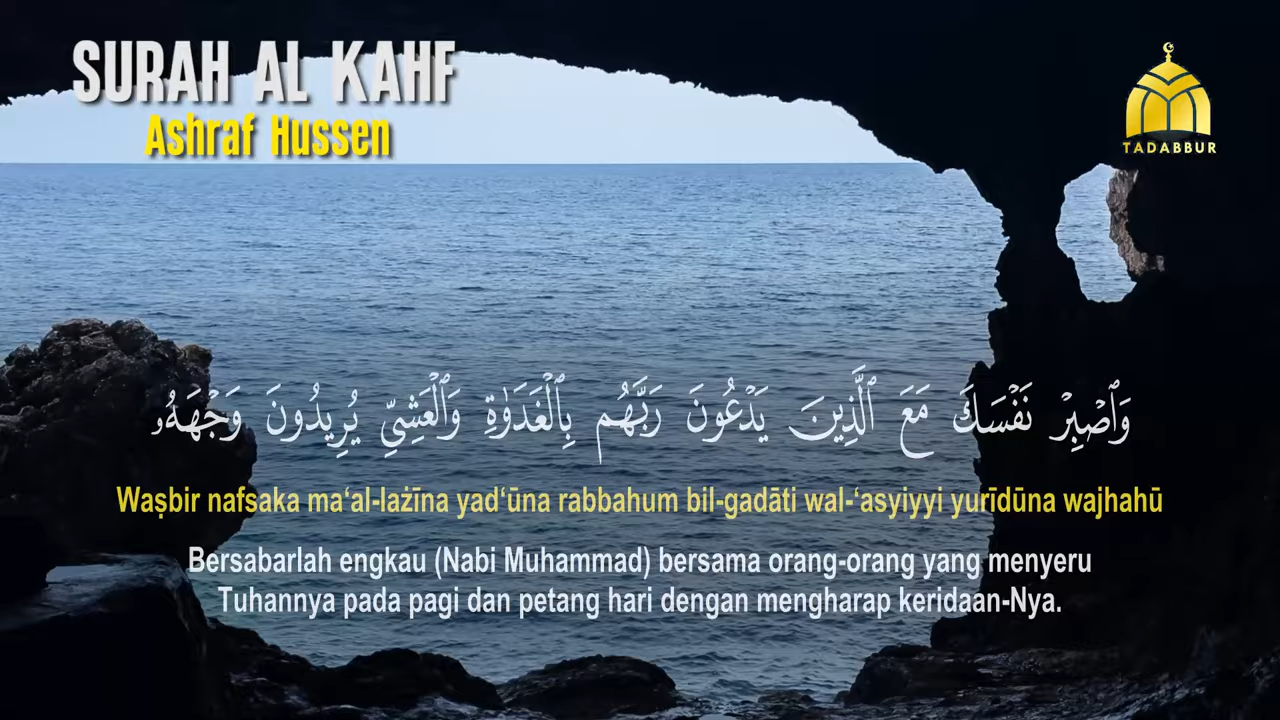 SURAH AL KAHF
Ashraf Hussen
TADABBUR
وَٱصْبِرْ نَفْسَكَ مَعَ ٱلَّذِينَ يَدْعُونَ رَبَّهُم بِٱلْغَدَوٰةِ وَٱلْعَشِىِّ يُرِيدُونَ وَجْهَهُۥ
Waṣbir nafsaka ma‘al-lażīna yad‘ūna rabbahum bil-gadāti wal-‘asyiyyi yurīdūna wajhahū
Bersabarlah engkau (Nabi Muhammad) bersama orang-orang yang menyeru
Tuhannya pada pagi dan petang hari dengan mengharap keridaan-Nya.